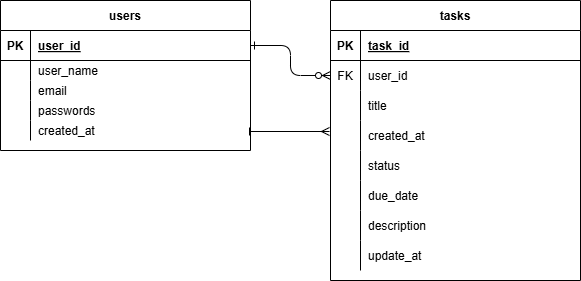 users
PK user_id
user_name
email
passwords
created_at
tasks
PK task_id
FK user_id
title
created_at
status
due_date
description
update_at